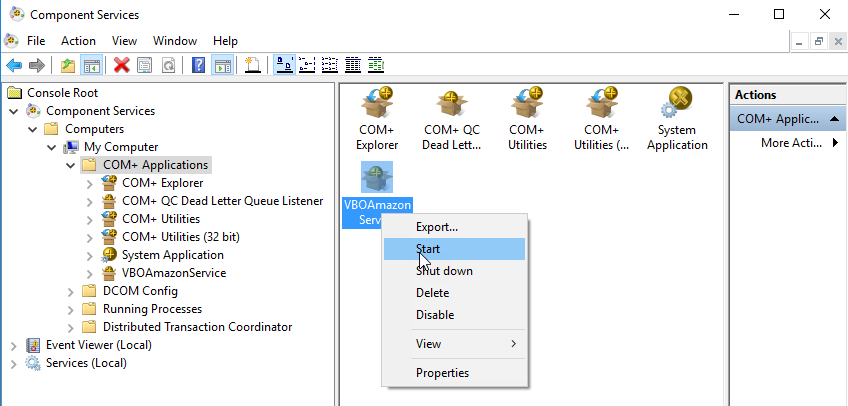 Component Services
File Action View Window Help
Console Root
Component Services
Computers
My Computer
COM+ Applications
COM+ Explorer
COM+ QC Dead Letter Queue Listener
COM+ Utilities
COM+ Utilities (32 bit)
System Application
VBOAmazonService
DCOM Config
Running Processes
Distributed Transaction Coordinator
Event Viewer (Local)
Services (Local)
COM+
Explorer
COM+ QC
Dead Lett...
COM+
Utilities
COM+
Utilities (...
System
Application
VBOAmazon
Serv
Export...
Start
Shut down
Delete
Disable
View
Properties
Actions
COM+ Applic...
More Acti...